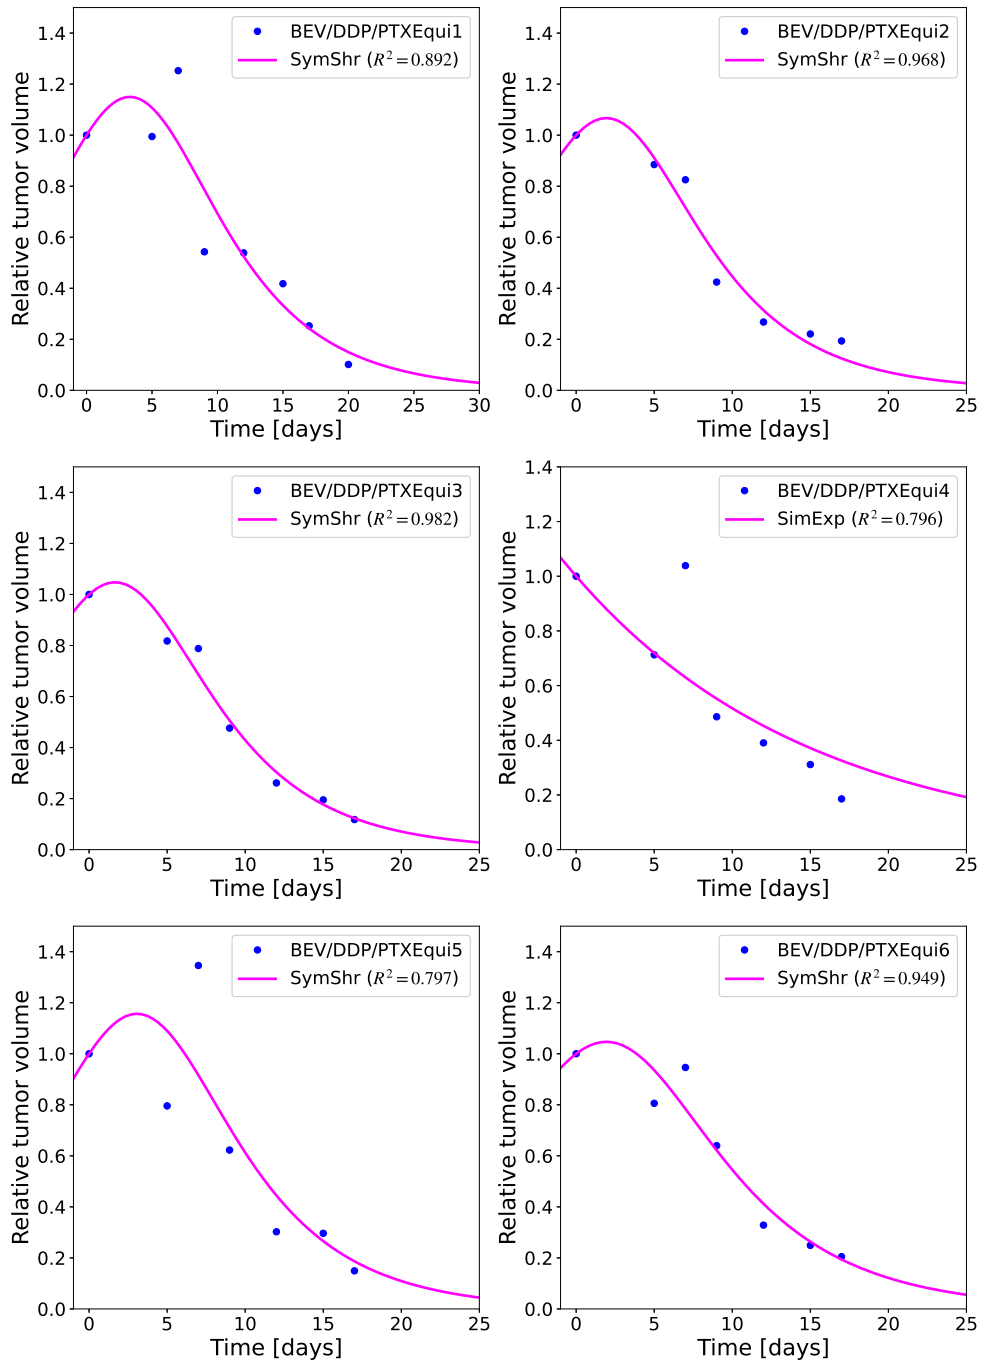 BEV/DDP/PTXEqui1
SymShr (R² = 0.892)
Relative tumor volume
1.4
1.2
1.0
0.8
0.6
0.4
0.2
0.0
0 5 10 15 20 25 30
Time [days]
BEV/DDP/PTXEqui2
SymShr (R² = 0.968)
Relative tumor volume
1.4
1.2
1.0
0.8
0.6
0.4
0.2
0.0
0 5 10 15 20 25
Time [days]
BEV/DDP/PTXEqui3
SymShr (R² = 0.982)
Relative tumor volume
1.4
1.2
1.0
0.8
0.6
0.4
0.2
0.0
0 5 10 15 20 25
Time [days]
BEV/DDP/PTXEqui4
SimExp (R² = 0.796)
Relative tumor volume
1.4
1.2
1.0
0.8
0.6
0.4
0.2
0.0
0 5 10 15 20 25
Time [days]
BEV/DDP/PTXEqui5
SymShr (R² = 0.797)
Relative tumor volume
1.4
1.2
1.0
0.8
0.6
0.4
0.2
0.0
0 5 10 15 20 25
Time [days]
BEV/DDP/PTXEqui6
SymShr (R² = 0.949)
Relative tumor volume
1.4
1.2
1.0
0.8
0.6
0.4
0.2
0.0
0 5 10 15 20 25
Time [days]